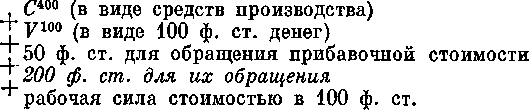 + C⁴⁰⁰ (в виде средств производства)
+ V¹⁰⁰ (в виде 100 ф. ст. денег)
+ 50 ф. ст. для обращения прибавочной стоимости
+ 200 ф. ст. для их обращения
+ рабочая сила стоимостью в 100 ф. ст.